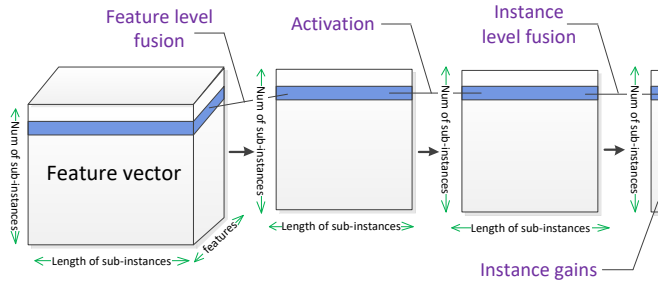 Feature level
fusion
Activation
Instance
level fusion
Num of sub-instances
Feature vector
Length of sub-instances
features
Num of sub-instances
Length of sub-instances
Num of sub-instances
Length of sub-instances
Num of sub-instances
Instance gains